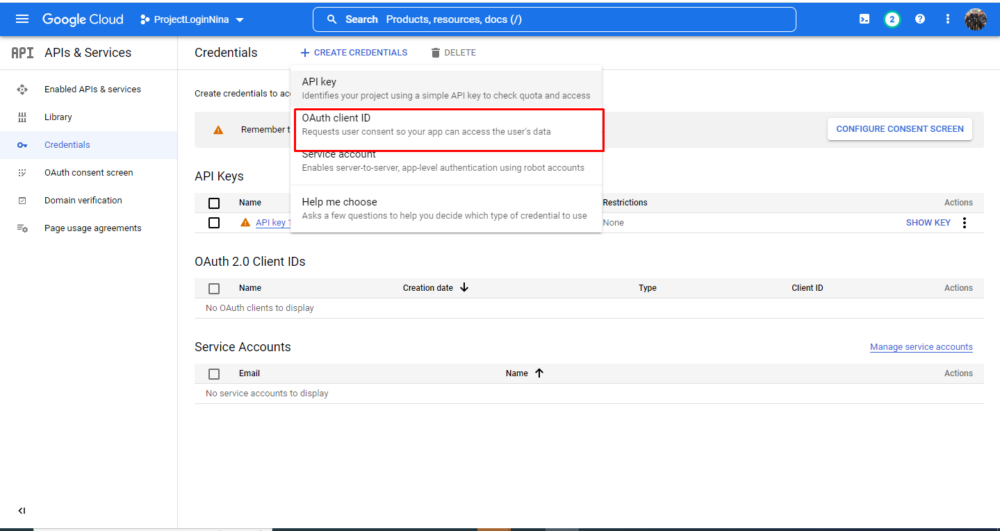 Google Cloud
ProjectLoginNina
Search Products, resources, docs (/)
2
API APIs & Services
Credentials
+ CREATE CREDENTIALS
DELETE
Enabled APIs & services
Library
Credentials
OAuth consent screen
Domain verification
Page usage agreements
API key
Identifies your project using a simple API key to check quota and access
OAuth client ID
Requests user consent so your app can access the user's data
Service account
Enables server-to-server, app-level authentication using robot accounts
Help me choose
Asks a few questions to help you decide which type of credential to use
Create credentials to
Remember
CONFIGURE CONSENT SCREEN
API Keys
Name Restrictions Actions
API key None SHOW KEY
OAuth 2.0 Client IDs
Name Creation date Type Client ID Actions
No OAuth clients to display
Service Accounts
Manage service accounts
Email Name Actions
No service accounts to display